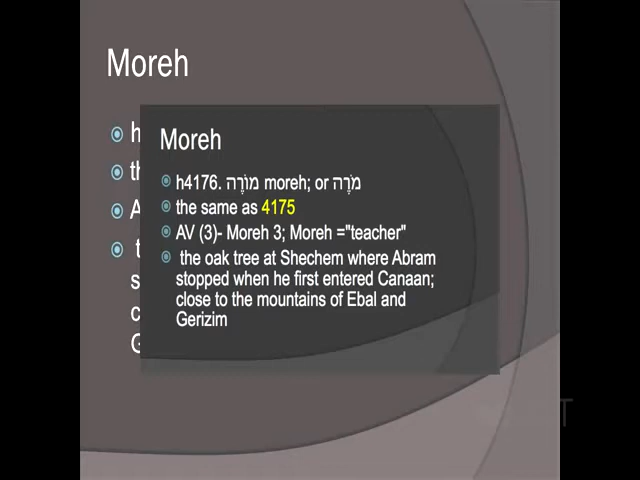 Moreh
Moreh
h4176. מוֹרֶה moreh; or מֹרֶה
the same as 4175
AV (3)- Moreh 3; Moreh ="teacher"
the oak tree at Shechem where Abram
stopped when he first entered Canaan;
close to the mountains of Ebal and
Gerizim